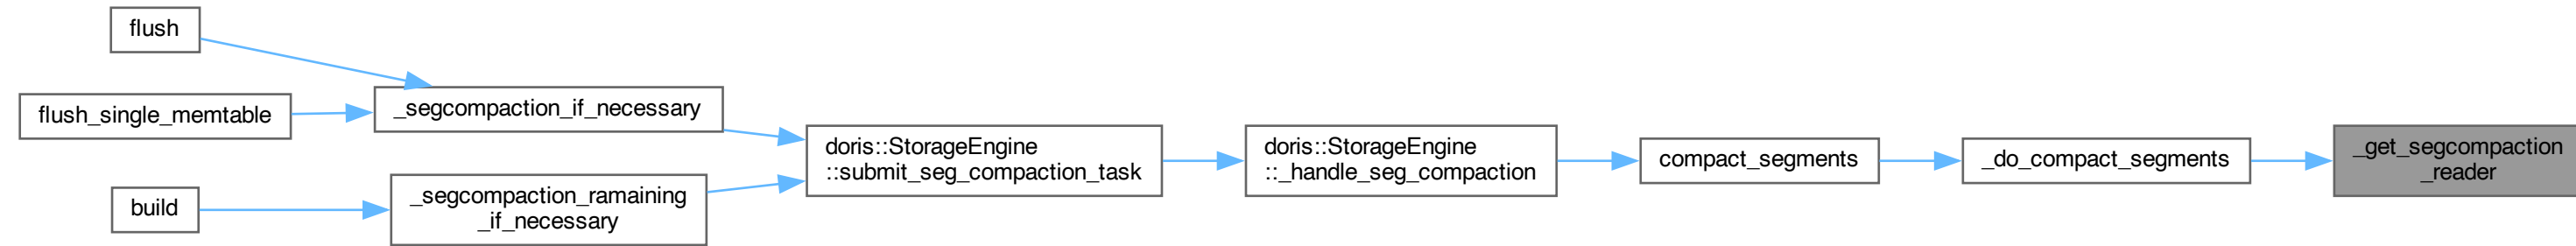 flush
flush_single_memtable
_segcompaction_if_necessary
build
_segcompaction_ramaining
_if_necessary
doris::StorageEngine
::submit_seg_compaction_task
doris::StorageEngine
::_handle_seg_compaction
compact_segments
_do_compact_segments
_get_segcompaction
_reader